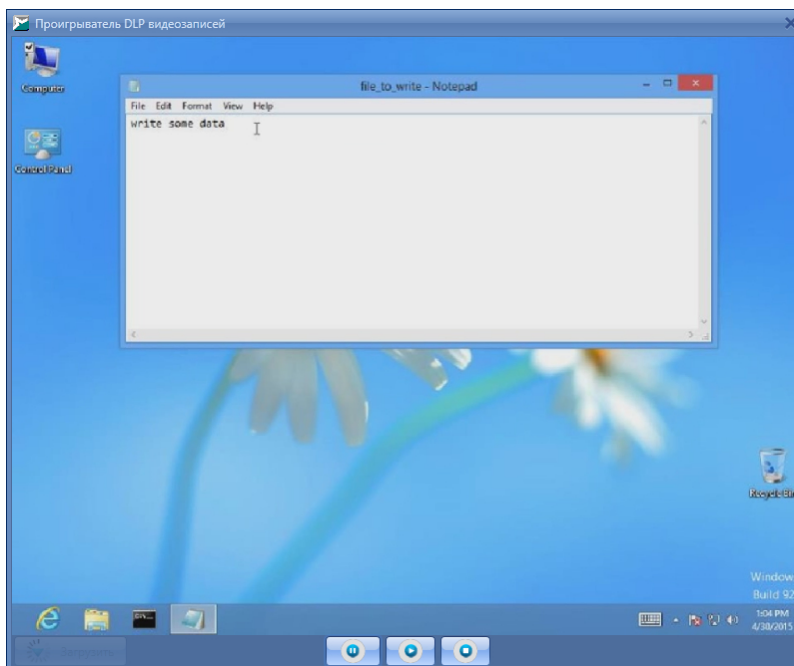 Проигрыватель DLP видеозаписей
Computer
Control Panel
file_to_write - Notepad
File Edit Format View Help
write some data
Recycle Bin
Window
Build 92
1:04 PM
4/30/2015
Загрузить